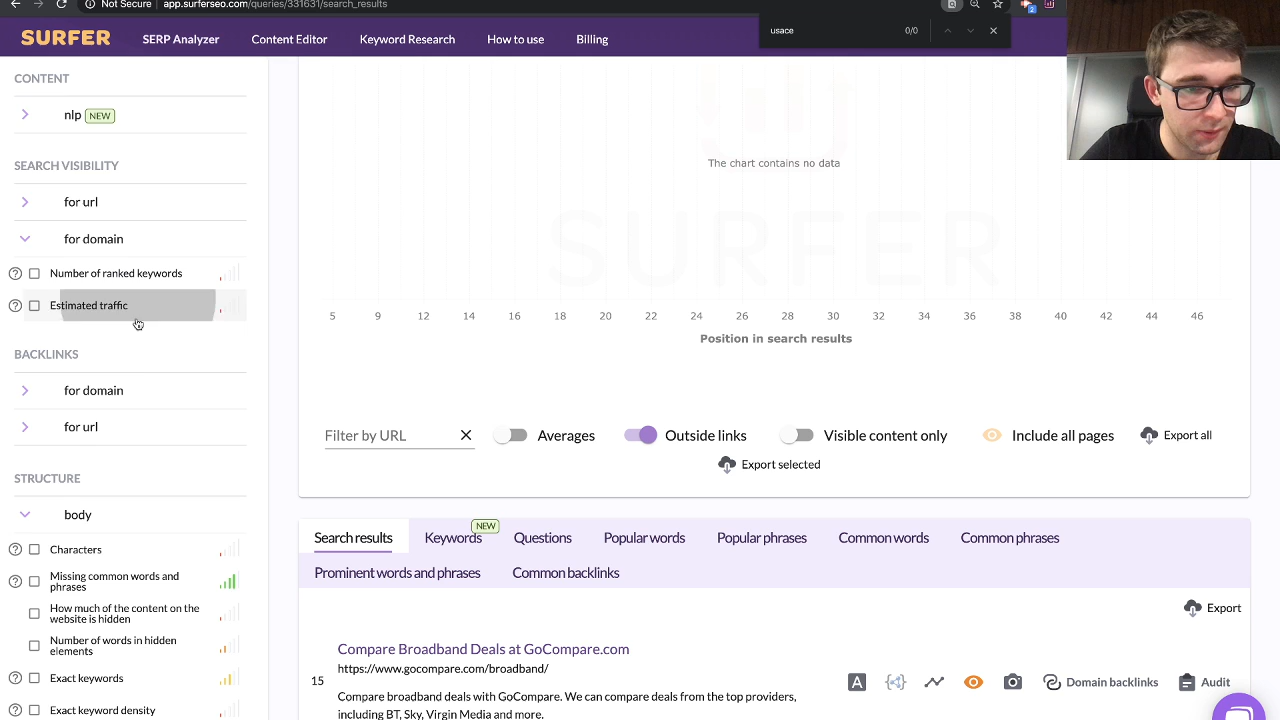 Not Secure app.surferseo.com/queries/331631/search_results
2
usace 0/0
SURFER SERP Analyzer Content Editor Keyword Research How to use Billing
CONTENT
nlp NEW
SEARCH VISIBILITY
for url
for domain
Number of ranked keywords
Estimated traffic
BACKLINKS
for domain
for url
STRUCTURE
body
Characters
Missing common words and
phrases
How much of the content on the
website is hidden
Number of words in hidden
elements
Exact keywords
Exact keyword density
The chart contains no data
SURFER
5 9 12 14 16 18 20 22 24 26 28 30 32 34 36 38 40 42 44 46
Position in search results
Filter by URL Averages Outside links Visible content only Include all pages Export all
Export selected
Search results Keywords NEW Questions Popular words Popular phrases Common words Common phrases
Prominent words and phrases Common backlinks
Export
Compare Broadband Deals at GoCompare.com
https://www.gocompare.com/broadband/
15
Compare broadband deals with GoCompare. We can compare deals from the top providers,
including BT, Sky, Virgin Media and more.
A Domain backlinks Audit